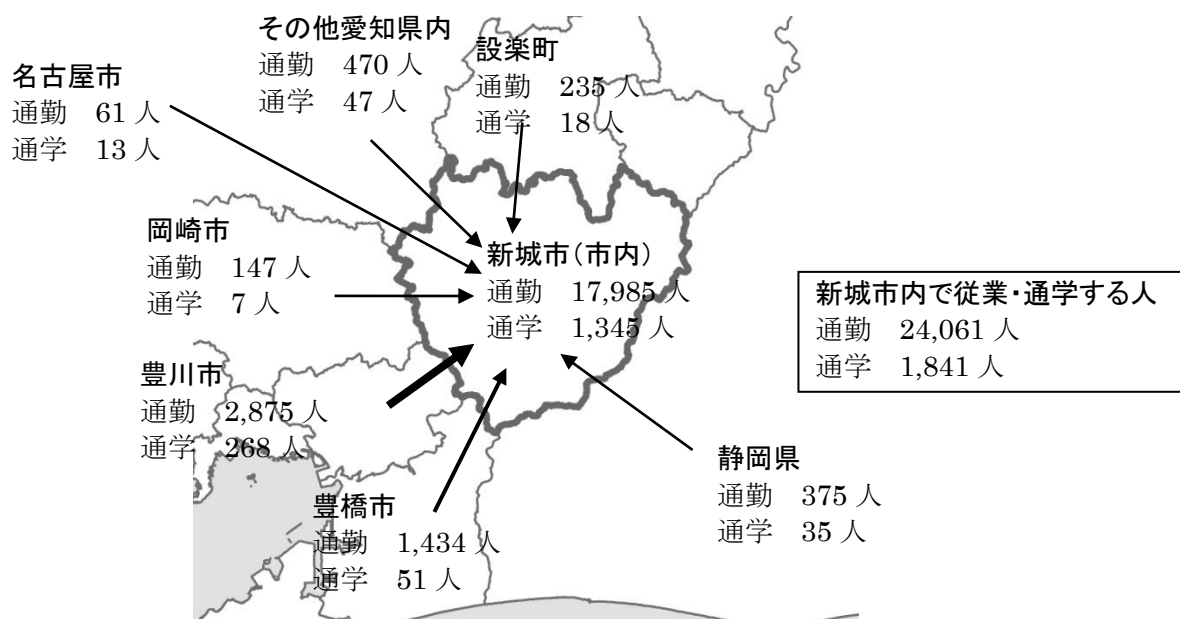 その他愛知県内
通勤 470 人
通学 47 人
設楽町
通勤 235 人
通学 18 人
名古屋市
通勤 61 人
通学 13 人
岡崎市
通勤 147 人
通学 7 人
新城市(市内)
通勤 17,985 人
通学 1,345 人
新城市内で従業・通学する人
通勤 24,061 人
通学 1,841 人
豊川市
通勤 2,875 人
通学 268 人
静岡県
通勤 375 人
通学 35 人
豊橋市
通勤 1,434 人
通学 51 人